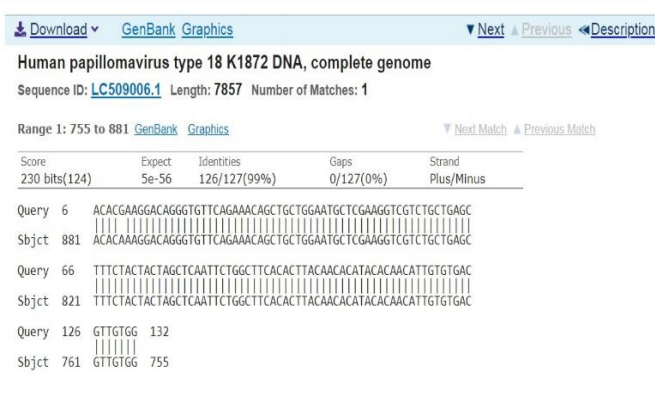 Download GenBank Graphics Next Previous Description
Human papillomavirus type 18 K1872 DNA, complete genome
Sequence ID: LC509006.1 Length: 7857 Number of Matches: 1
Range 1: 755 to 881 GenBank Graphics Next Match Previous Match
Score Expect Identities Gaps Strand
230 bits(124) 5e-56 126/127(99%) 0/127(0%) Plus/Minus
Query 6 ACACGAAGGACAGGGTGTTCAGAAACAGCTGCTGGAATGCTCGAAGGTCGTCTGCTGAGC
Sbjct 881 ACACAAAGGACAGGGTGTTCAGAAACAGCTGCTGGAATGCTCGAAGGTCGTCTGCTGAGC
Query 66 TTTCTACTACTAGCTCAATTCTGGCTTCACACTTACAACACATACACAACATTGTGTGAC
Sbjct 821 TTTCTACTACTAGCTCAATTCTGGCTTCACACTTACAACACATACACAACATTGTGTGAC
Query 126 GTTGTGG 132
Sbjct 761 GTTGTGG 755